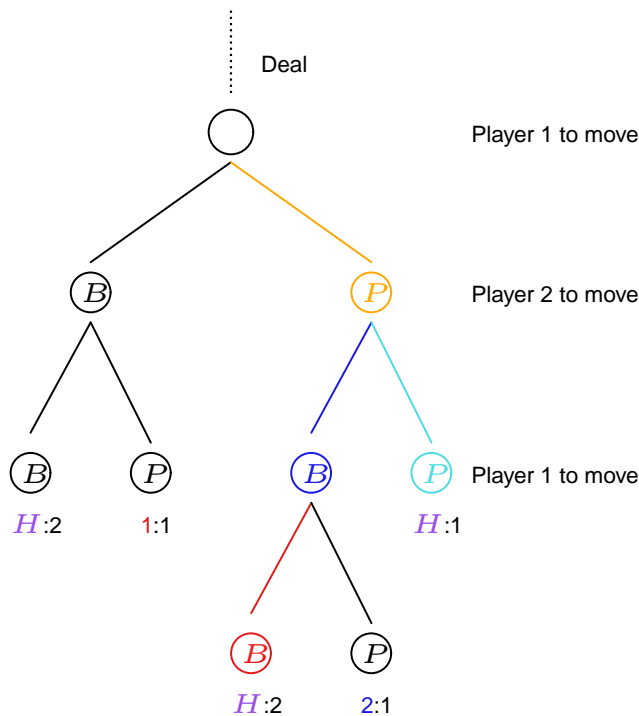 Deal
Player 1 to move
B P Player 2 to move
B P B P Player 1 to move
H:2 1:1 H:1
B P
H:2 2:1